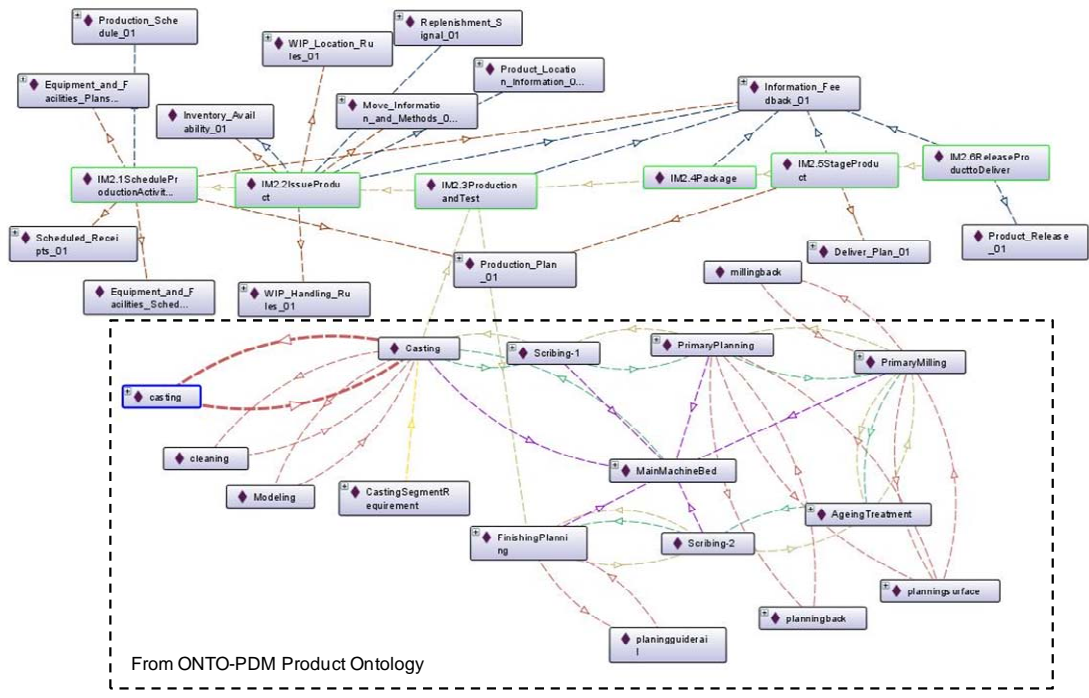 Production_Sche
dule_01
Replenishment_S
ignal_01
WIP_Location_Ru
les_01
Product_Locatio
n_Information_0...
Equipment_and_F
acilities_Plans...
Information_Fee
dback_01
Inventory_Avail
ability_01
Move_Informatio
n_and_Methods_0...
IM2.1SchedulePr
oductionActivit...
IM2.2IssueProdu
ct
IM2.3Production
andTest
IM2.4Package
IM2.5StageProdu
ct
IM2.6ReleasePro
ducttoDeliver
Scheduled_Recei
pts_01
Production_Plan
_01
Deliver_Plan_01
Product_Release
_01
millingback
Equipment_and_F
acilities_Sched...
WIP_Handling_Ru
les_01
Casting
Scribing-1
PrimaryPlanning
PrimaryMilling
casting
cleaning
MainMachineBed
Modeling
CastingSegmentR
equirement
AgeingTreatment
FinishingPlanni
ng
Scribing-2
planningsurface
planningback
planingguiderai
l
From ONTO-PDM Product Ontology